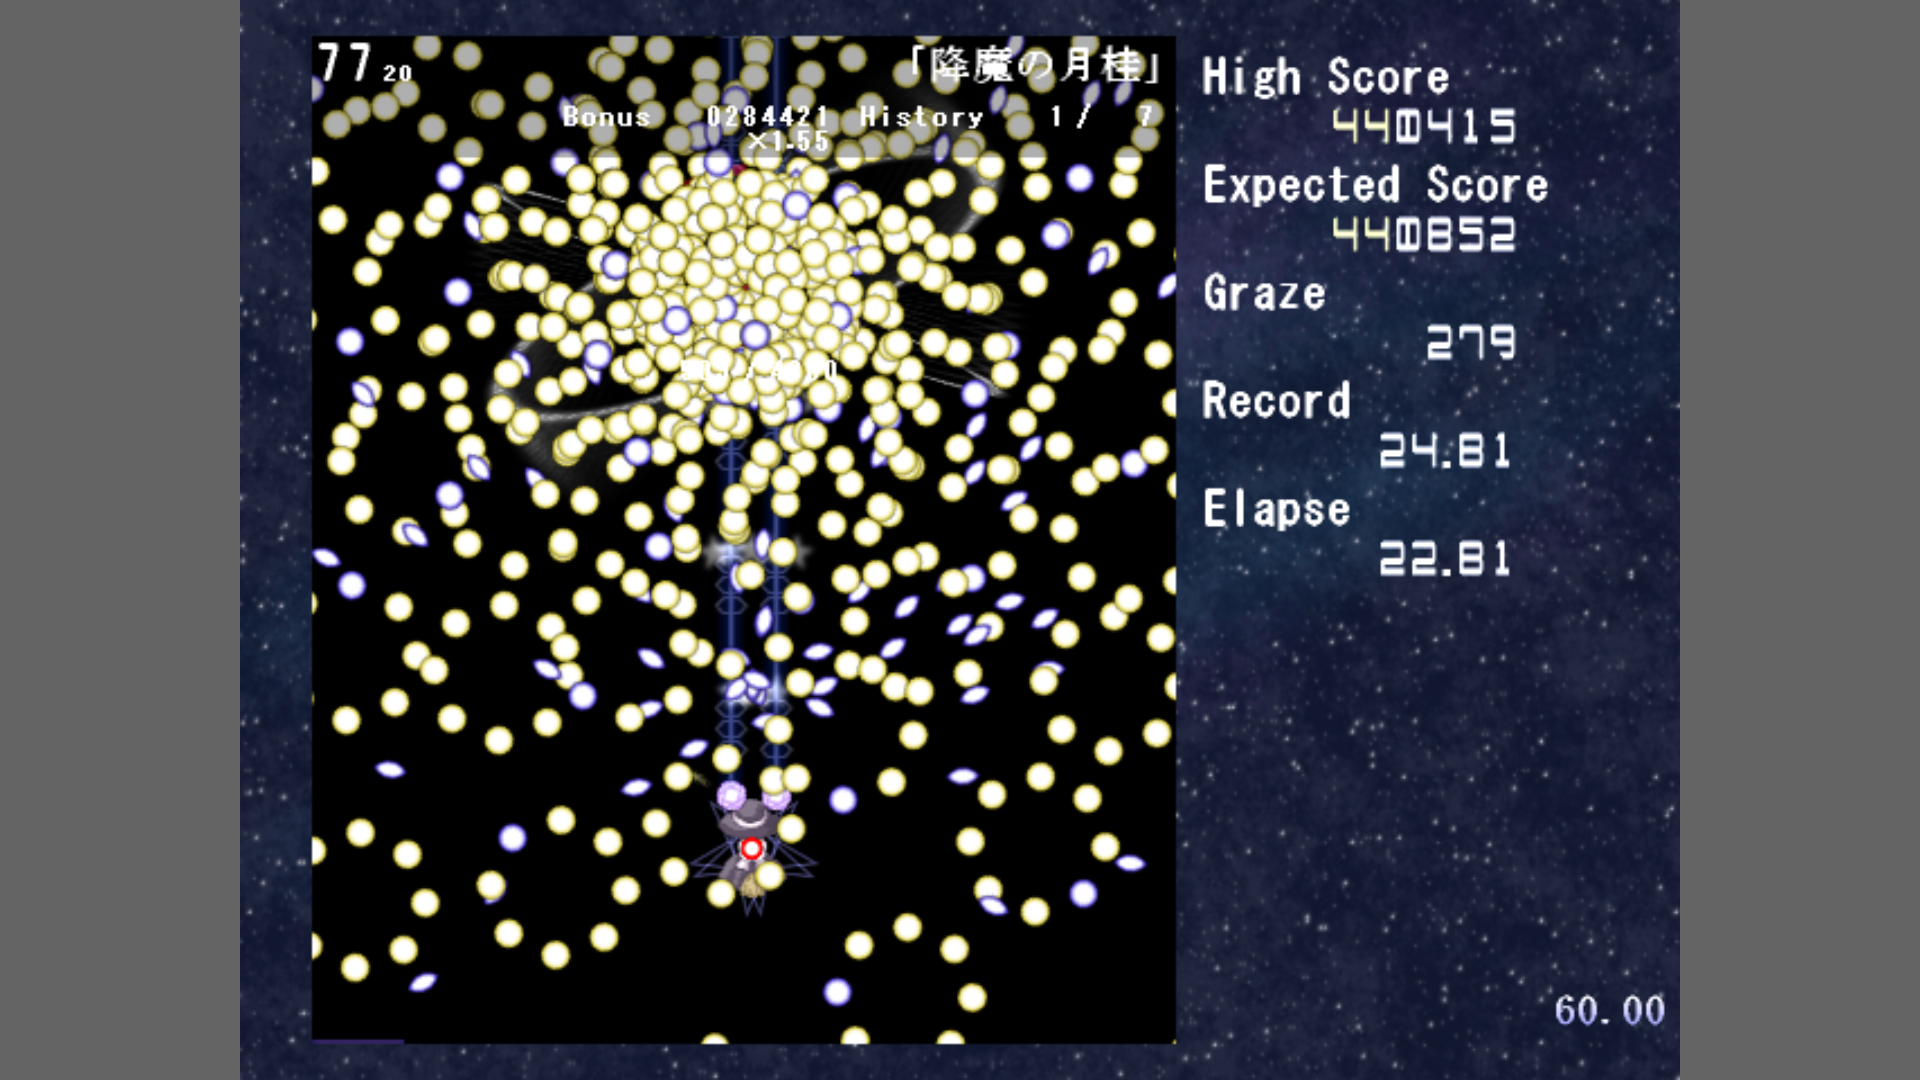 77 20
「降魔の月桂」
Bonus 0284421 History 1 / 7
×1.55
High Score
440415
Expected Score
440852
Graze
279
Record
24.81
Elapse
22.81
60.00